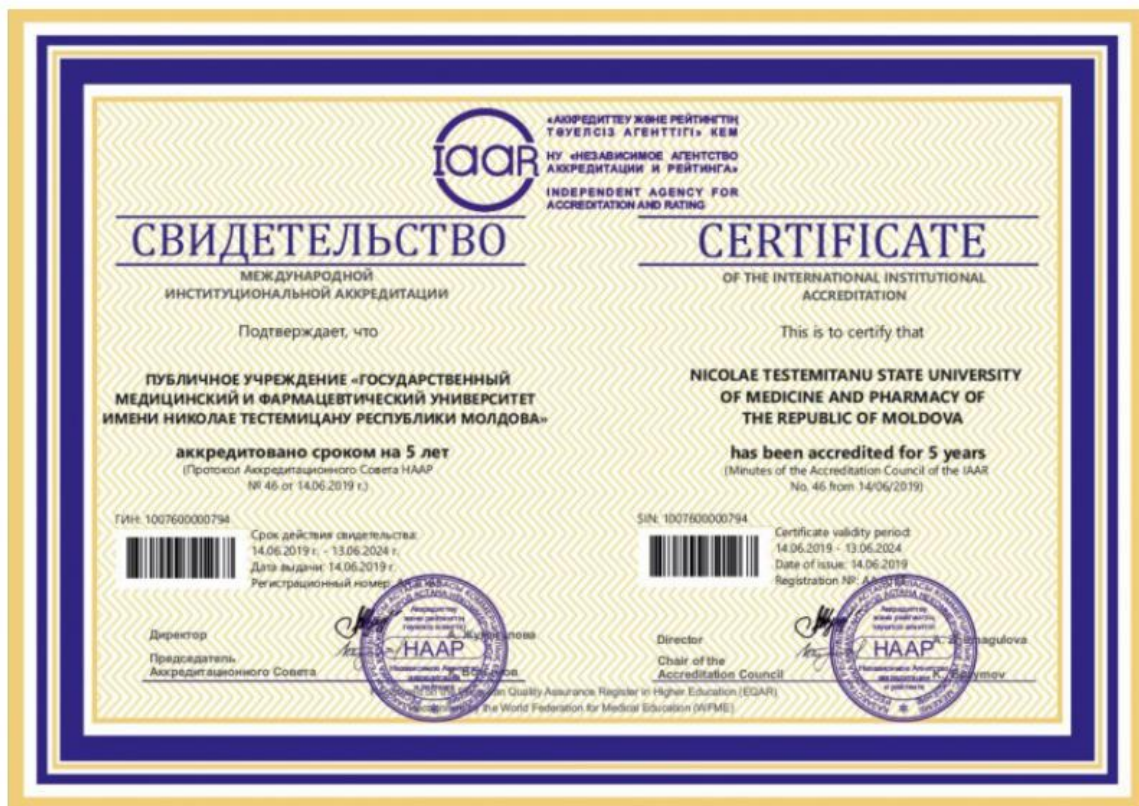 IAAR
«АККРЕДИТТЕУ ЖӘНЕ РЕЙТИНГТІҢ
ТӘУЕЛСІЗ АГЕНТТІГІ» КЕМ
НУ «НЕЗАВИСИМОЕ АГЕНТСТВО
АККРЕДИТАЦИИ И РЕЙТИНГА»
INDEPENDENT AGENCY FOR
ACCREDITATION AND RATING
СВИДЕТЕЛЬСТВО
МЕЖДУНАРОДНОЙ
ИНСТИТУЦИОНАЛЬНОЙ АККРЕДИТАЦИИ
Подтверждает, что
ПУБЛИЧНОЕ УЧРЕЖДЕНИЕ «ГОСУДАРСТВЕННЫЙ
МЕДИЦИНСКИЙ И ФАРМАЦЕВТИЧЕСКИЙ УНИВЕРСИТЕТ
ИМЕНИ НИКОЛАЕ ТЕСТЕМИЦАНУ РЕСПУБЛИКИ МОЛДОВА»
аккредитовано сроком на 5 лет
(Протокол Аккредитационного Совета НААР
№ 46 от 14.06.2019 г.)
ГИН: 1007600000794
Срок действия свидетельства:
14.06.2019 г. - 13.06.2024 г.
Дата выдачи: 14.06.2019 г.
Регистрационный номер:
Директор
Председатель
Аккредитационного Совета
НААР
CERTIFICATE
OF THE INTERNATIONAL INSTITUTIONAL
ACCREDITATION
This is to certify that
NICOLAE TESTEMITANU STATE UNIVERSITY
OF MEDICINE AND PHARMACY OF
THE REPUBLIC OF MOLDOVA
has been accredited for 5 years
(Minutes of the Accreditation Council of the IAAR
No. 46 from 14/06/2019)
SIN: 1007600000794
Certificate validity period:
14.06.2019 - 13.06.2024
Date of issue: 14.06.2019
Registration №:
Director
Chair of the
Accreditation Council
НААР
Quality Assurance Register in Higher Education (EQAR)
by the World Federation for Medical Education (WFME)